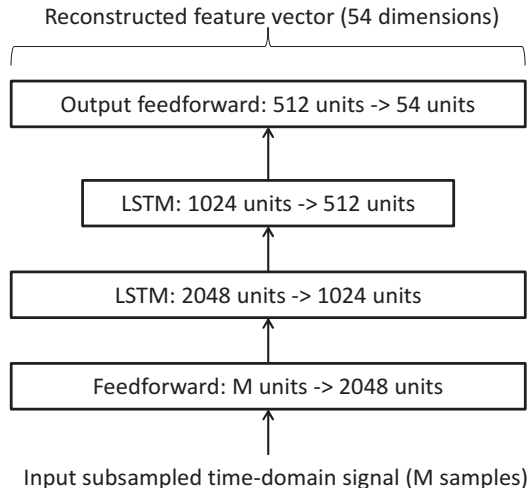 Reconstructed feature vector (54 dimensions)
Output feedforward: 512 units -> 54 units
LSTM: 1024 units -> 512 units
LSTM: 2048 units -> 1024 units
Feedforward: M units -> 2048 units
Input subsampled time-domain signal (M samples)